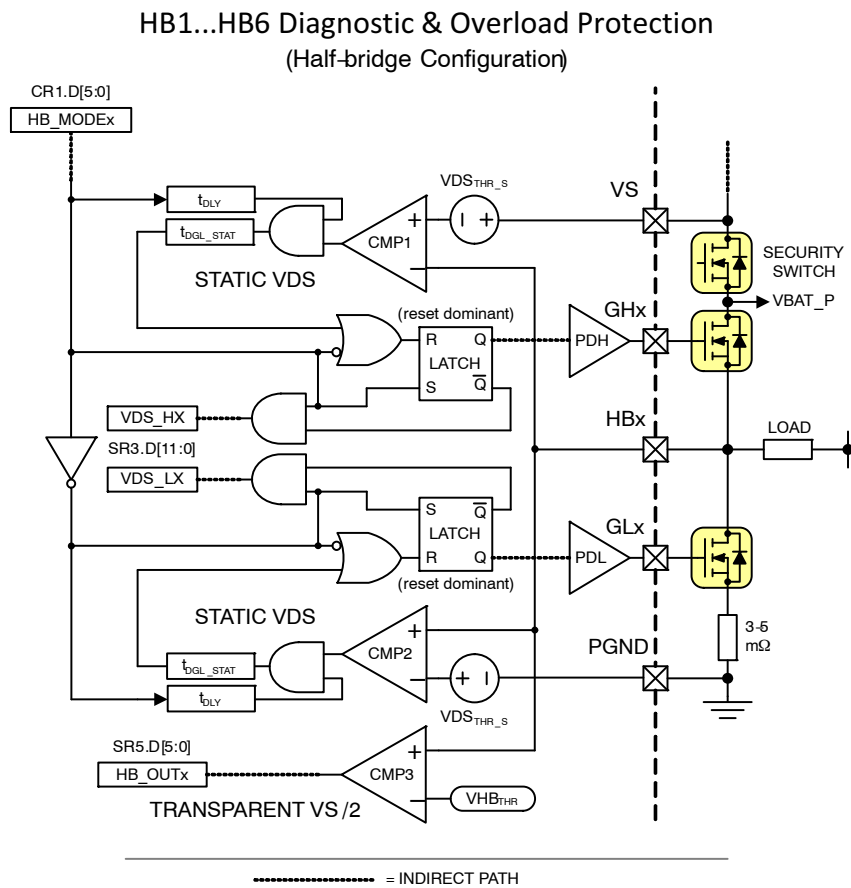 HB1...HB6 Diagnostic & Overload Protection
(Half-bridge Configuration)
CR1.D[5:0]
HB_MODEx
tDLY
tDGL_STAT
STATIC VDS
CMP1
+
−
VDSTHR_S
− +
VS
SECURITY
SWITCH
VBAT_P
(reset dominant)
R Q
LATCH
S Q̅
PDH
GHx
VDS_HX
SR3.D[11:0]
VDS_LX
HBx
LOAD
S Q̅
LATCH
R Q
(reset dominant)
PDL
GLx
STATIC VDS
tDGL_STAT
tDLY
CMP2
+
−
+ −
VDSTHR_S
PGND
3-5
mΩ
SR5.D[5:0]
HB_OUTx
CMP3
+
−
VHBTHR
TRANSPARENT VS/2
= INDIRECT PATH